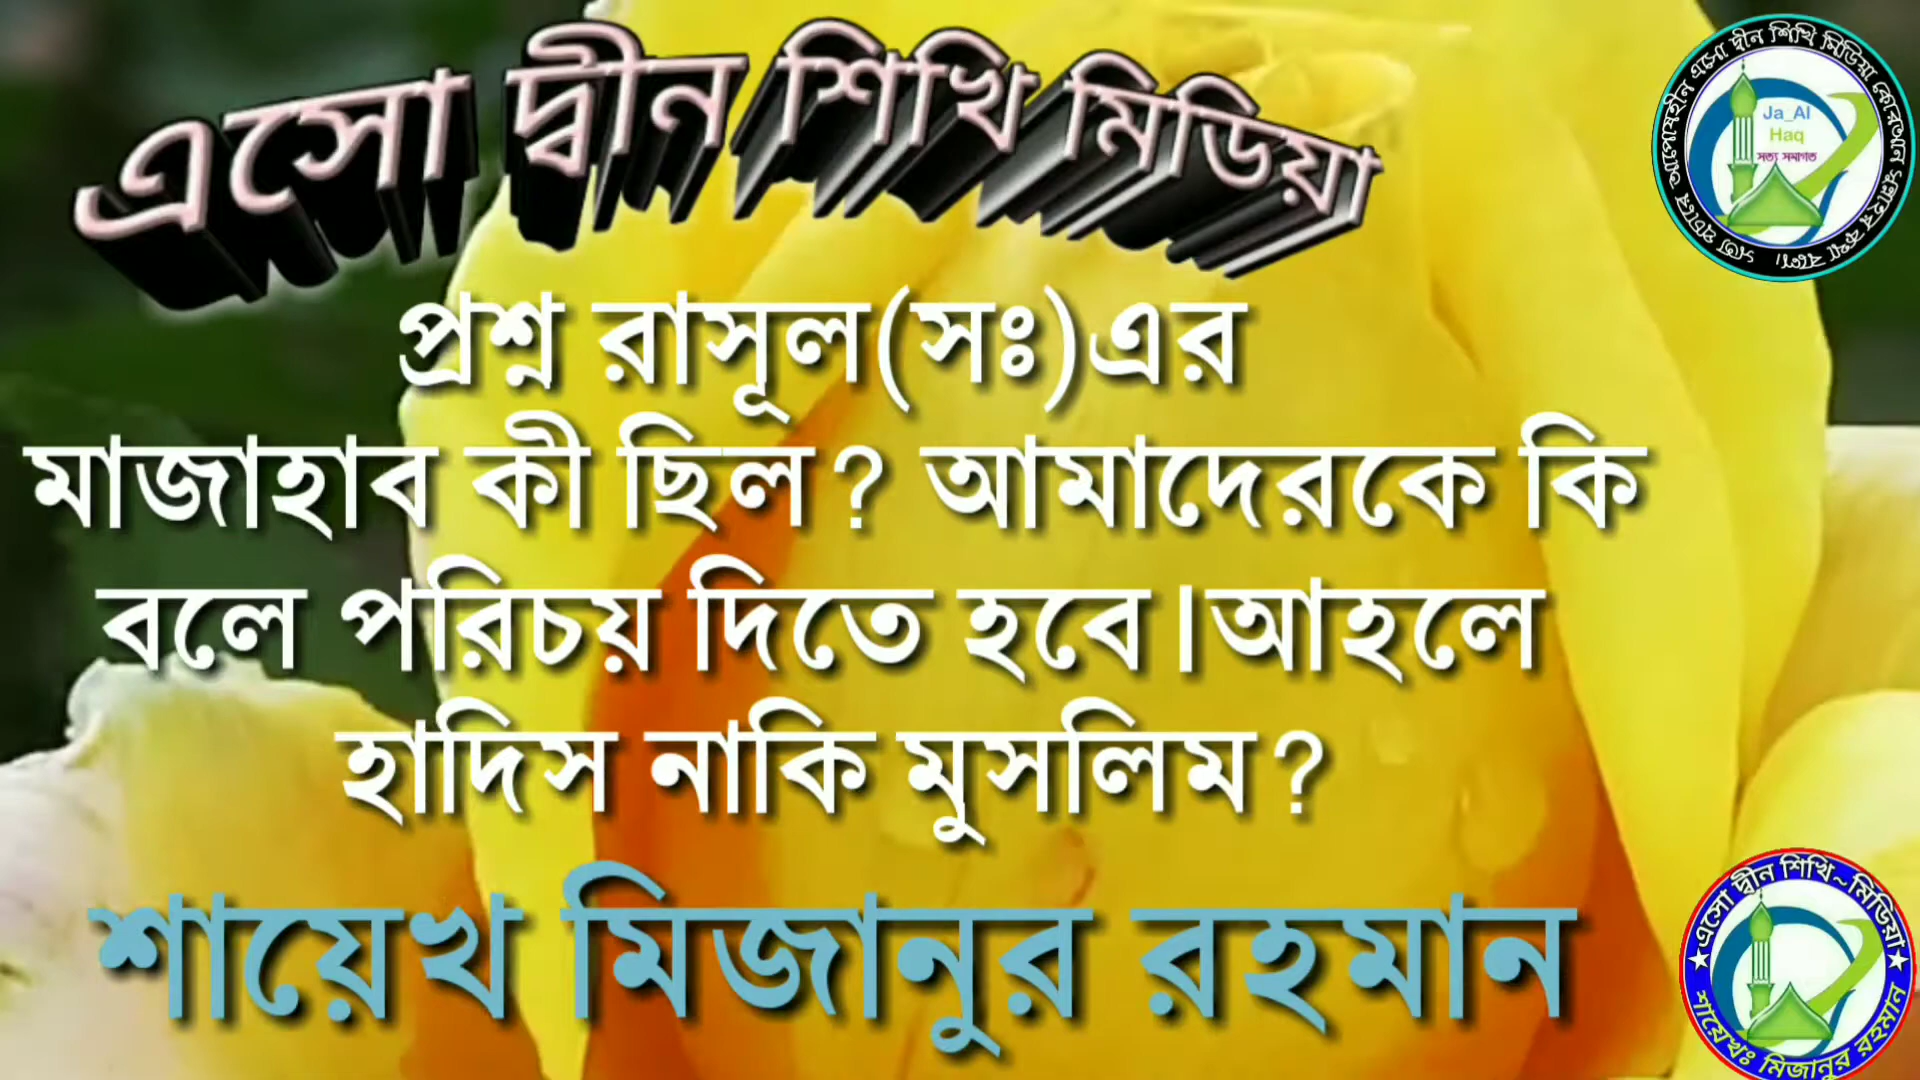 এসো দ্বীন শিখি মিডিয়া
Ja_Al
Haq
সত্য সমাগত
প্রশ্ন রাসূল(সঃ)এর
মাজাহাব কী ছিল? আমাদেরকে কি
বলে পরিচয় দিতে হবে।আহলে
হাদিস নাকি মুসলিম?
শায়েখ মিজানুর রহমান
এসো দ্বীন শিখি~মিডিয়া
শায়েখঃ মিজানুর রহমান